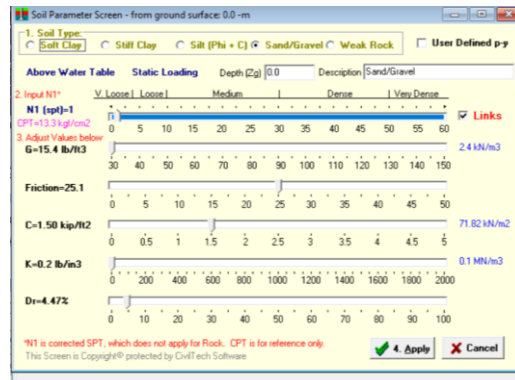 Soil Parameter Screen - from ground surface: 0.0 -m
1. Soil Type:
Soft Clay Stiff Clay Silt (Phi + C) Sand/Gravel Weak Rock User Defined p-y
Above Water Table Static Loading Depth (Zg) 0.0 Description Sand/Gravel
2. Input N1* V. Loose | Loose | Medium | Dense | Very Dense
N1 (spt)=1
CPT=13.3 kgf/cm2
0 5 10 15 20 25 30 35 40 45 50 55 60 Links
3. Adjust Values below
G=15.4 lb/ft3 2.4 kN/m3
30 40 50 60 70 80 90 100 110 120 130 140 150
Friction=25.1
0 5 10 15 20 25 30 35 40 45 50
C=1.50 kip/ft2 71.82 kN/m2
0 0.5 1 1.5 2 2.5 3 3.5 4 4.5 5
K=0.2 lb/in3 0.1 MN/m3
0 200 400 600 800 1000 1200 1400 1600 1800 2000
Dr=4.47%
0 10 20 30 40 50 60 70 80 90 100
*N1 is corrected SPT, which does not apply for Rock. CPT is for reference only.
This Screen is Copyright© protected by CivilTech Software
4. Apply Cancel